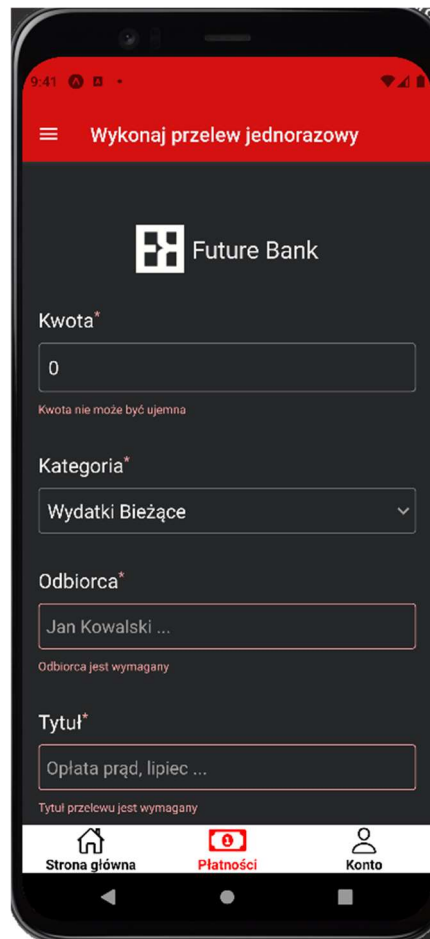 9:41
Wykonaj przelew jednorazowy
Future Bank
Kwota*
0
Kwota nie może być ujemna
Kategoria*
Wydatki Bieżące
Odbiorca*
Jan Kowalski ...
Odbiorca jest wymagany
Tytuł*
Opłata prąd, lipiec ...
Tytuł przelewu jest wymagany
Strona główna
Płatności
Konto